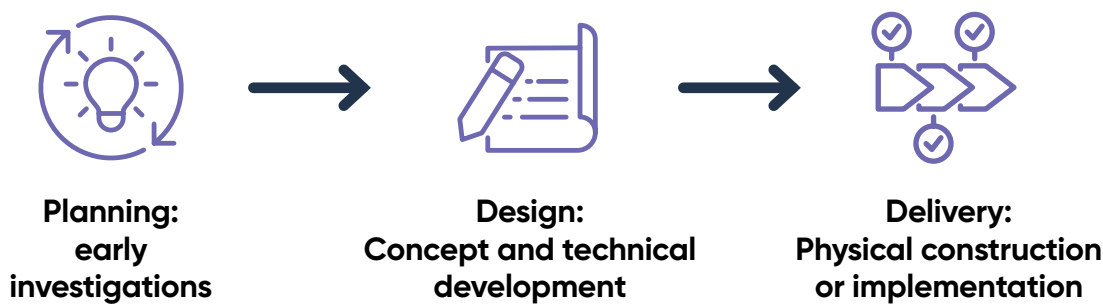 Planning:
early
investigations
Design:
Concept and technical
development
Delivery:
Physical construction
or implementation